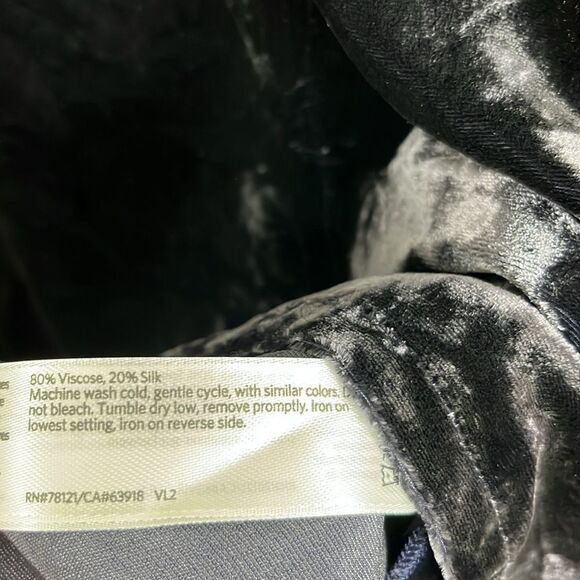 80% Viscose, 20% Silk
Machine wash cold, gentle cycle, with similar colors.
not bleach. Tumble dry low, remove promptly. Iron on
lowest setting, Iron on reverse side.
RN#78121/CA#63918 VL2